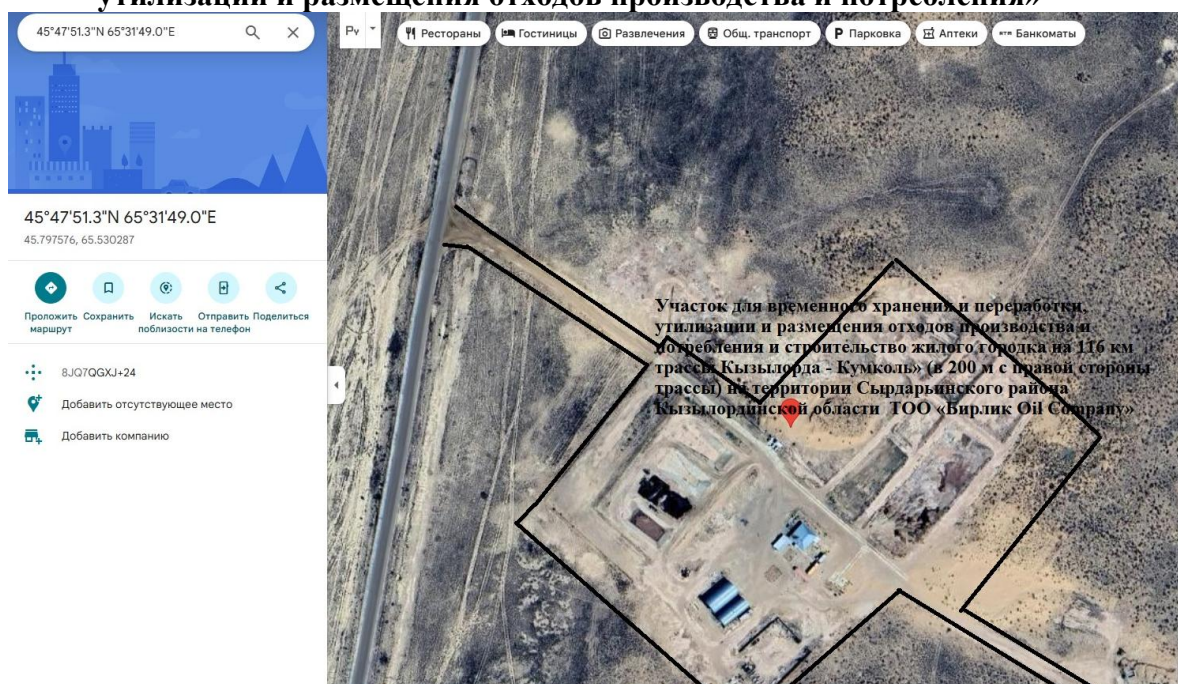 утилизации и размещения отходов производства и потребления»
45°47'51.3"N 65°31'49.0"E
Рестораны
Гостиницы
Развлечения
Общ. транспорт
P Парковка
Аптеки
ATM Банкоматы
45°47'51.3"N 65°31'49.0"E
45.797576, 65.530287
Проложить маршрут
Сохранить
Искать поблизости
Отправить на телефон
Поделиться
8JQ7QGXJ+24
Добавить отсутствующее место
Добавить компанию
Участок для временного хранения и переработки,
утилизации и размещения отходов производства и
потребления и строительство жилого городка на 116 км
трассы Кызылорда - Кумколь» (в 200 м с правой стороны
трассы) на территории Сырдарьинского района
Кызылординской области ТОО «Бирлик Oil Company»